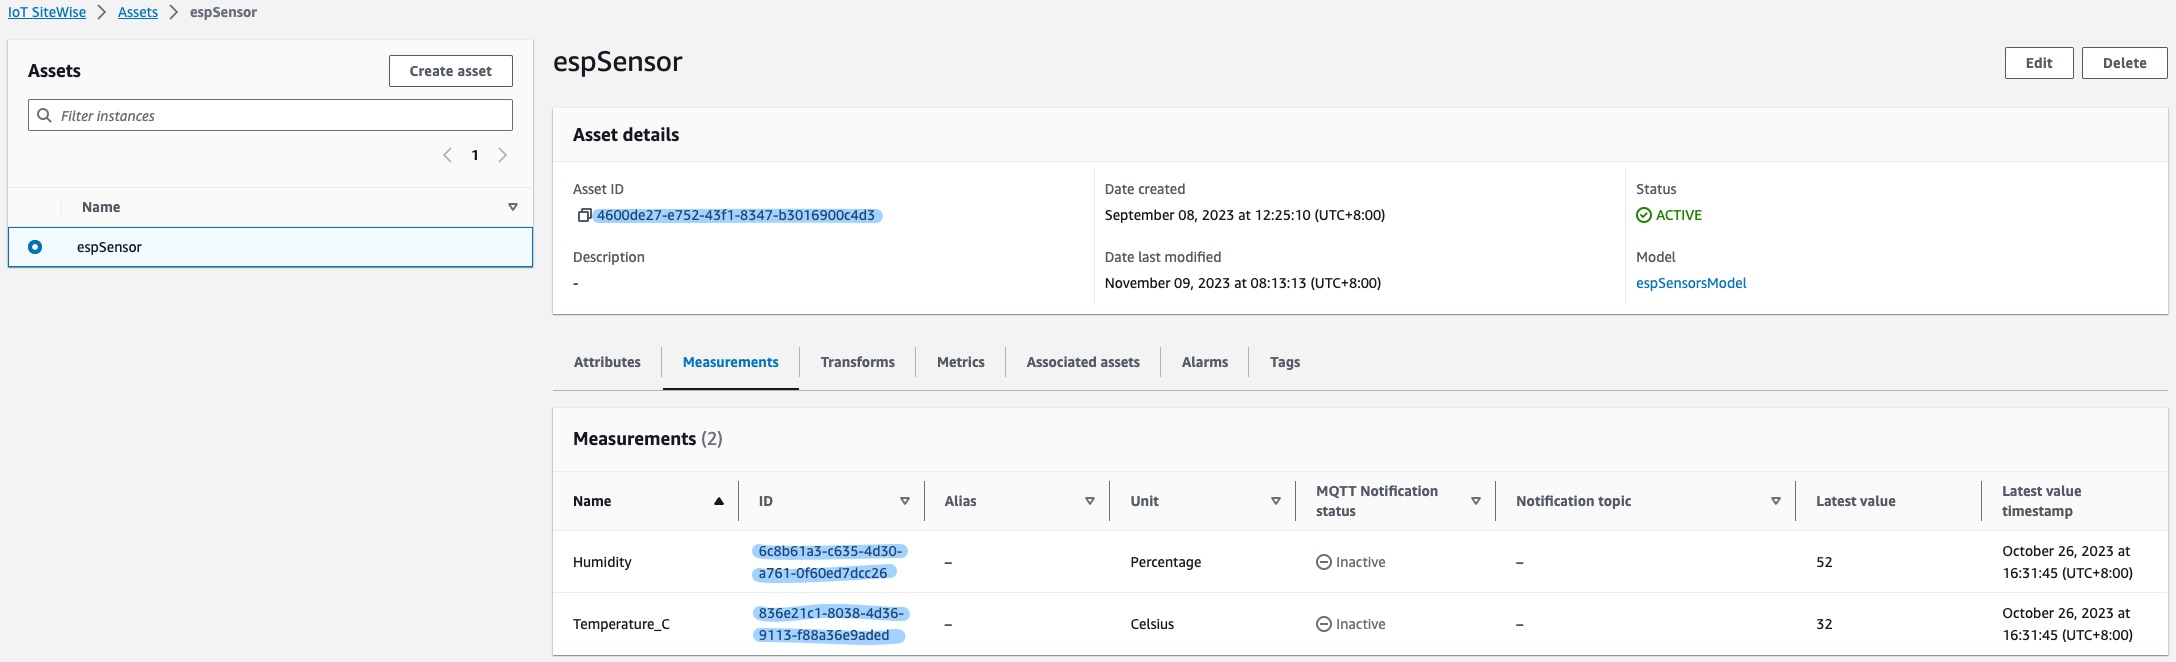 IoT SiteWise > Assets > espSensor
Assets
Create asset
Filter instances
1
Name
espSensor
espSensor
Edit
Delete
Asset details
Asset ID
4600de27-e752-43f1-8347-b3016900c4d3
Description
-
Date created
September 08, 2023 at 12:25:10 (UTC+8:00)
Date last modified
November 09, 2023 at 08:13:13 (UTC+8:00)
Status
ACTIVE
Model
espSensorsModel
Attributes Measurements Transforms Metrics Associated assets Alarms Tags
Measurements (2)
Name
ID
Alias
Unit
MQTT Notification
status
Notification topic
Latest value
Latest value
timestamp
Humidity
6c8b61a3-c635-4d30-
a761-0f60ed7dcc26
–
Percentage
Inactive
–
52
October 26, 2023 at
16:31:45 (UTC+8:00)
Temperature_C
836e21c1-8038-4d36-
9113-f88a36e9aded
–
Celsius
Inactive
–
32
October 26, 2023 at
16:31:45 (UTC+8:00)